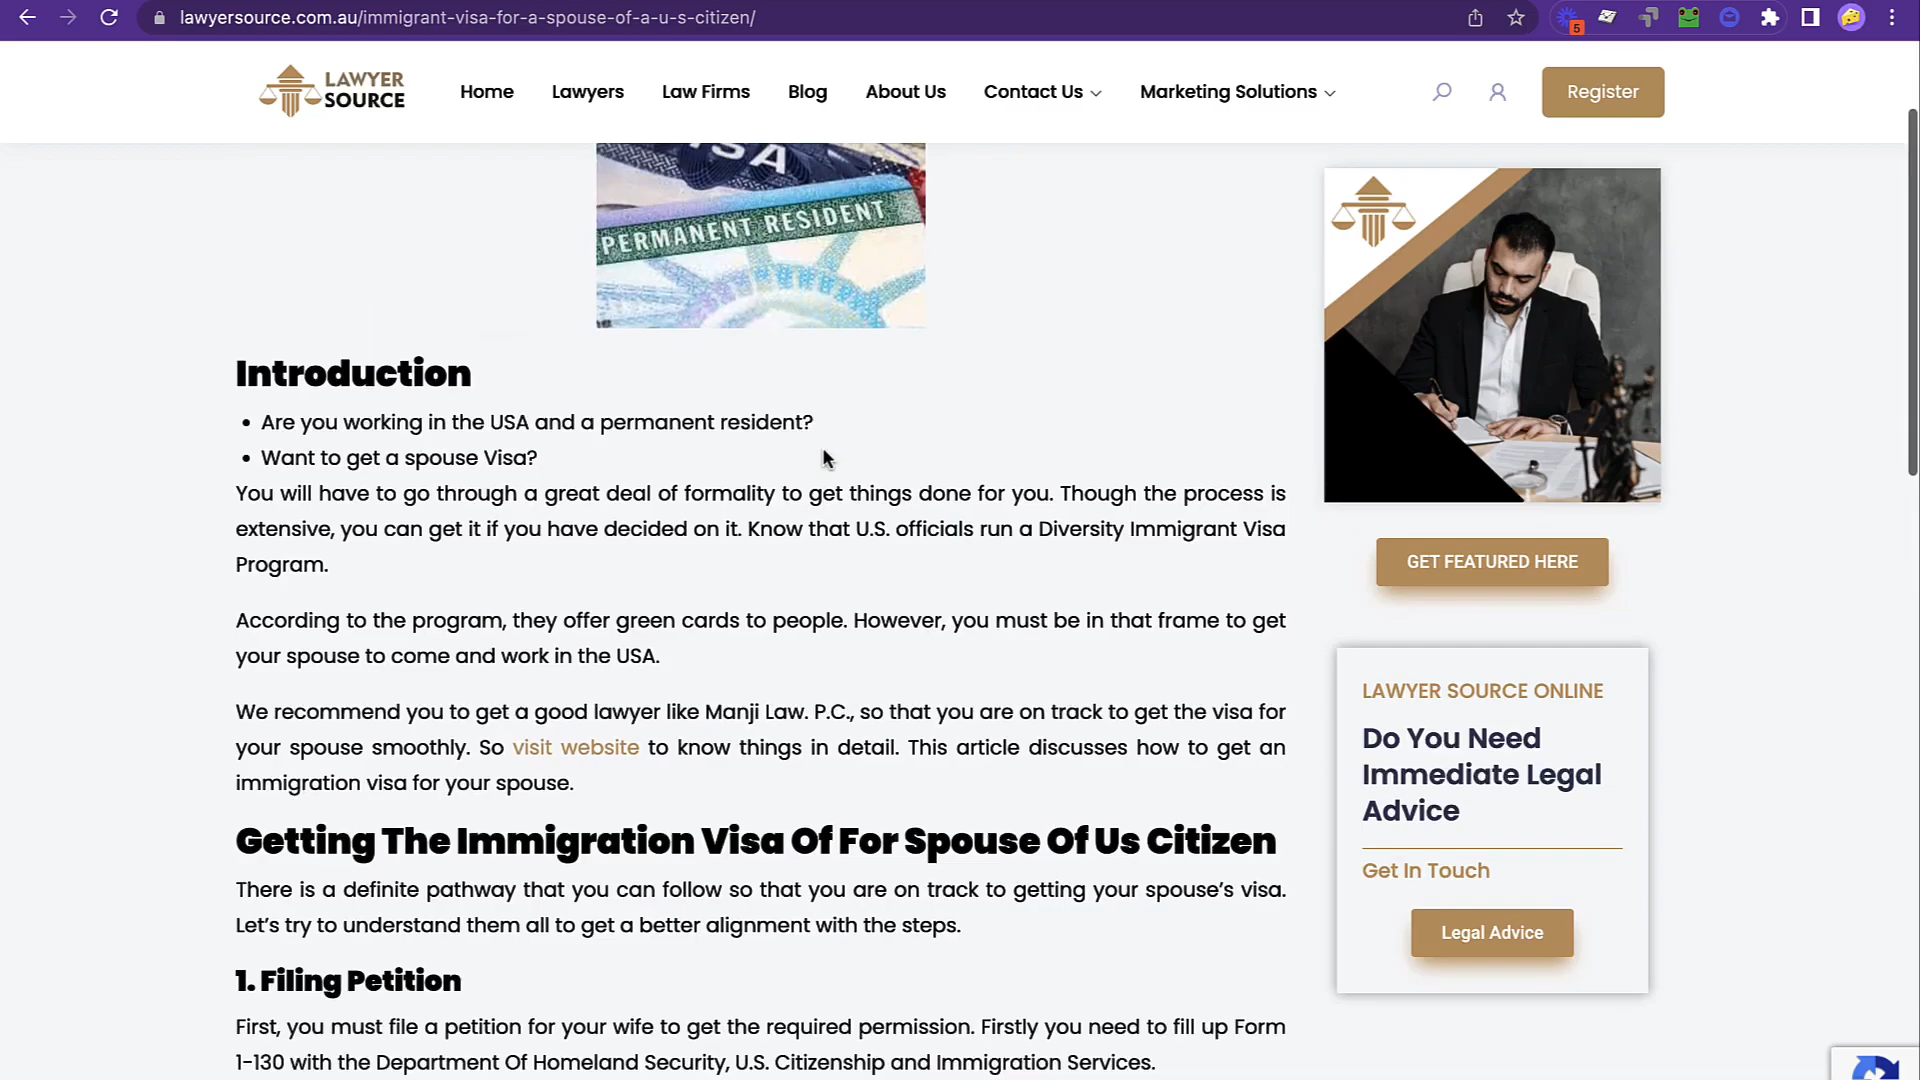 lawyersource.com.au/immigrant-visa-for-a-spouse-of-a-u-s-citizen/
5
LAWYER
SOURCE
Home
Lawyers
Law Firms
Blog
About Us
Contact Us
Marketing Solutions
Register
VISA
PERMANENT RESIDENT
Introduction
• Are you working in the USA and a permanent resident?
• Want to get a spouse Visa?
You will have to go through a great deal of formality to get things done for you. Though the process is
extensive, you can get it if you have decided on it. Know that U.S. officials run a Diversity Immigrant Visa
Program.
According to the program, they offer green cards to people. However, you must be in that frame to get
your spouse to come and work in the USA.
We recommend you to get a good lawyer like Manji Law. P.C., so that you are on track to get the visa for
your spouse smoothly. So visit website to know things in detail. This article discusses how to get an
immigration visa for your spouse.
Getting The Immigration Visa Of For Spouse Of Us Citizen
There is a definite pathway that you can follow so that you are on track to getting your spouse's visa.
Let's try to understand them all to get a better alignment with the steps.
1. Filing Petition
First, you must file a petition for your wife to get the required permission. Firstly you need to fill up Form
1-130 with the Department Of Homeland Security, U.S. Citizenship and Immigration Services.
GET FEATURED HERE
LAWYER SOURCE ONLINE
Do You Need
Immediate Legal
Advice
Get In Touch
Legal Advice